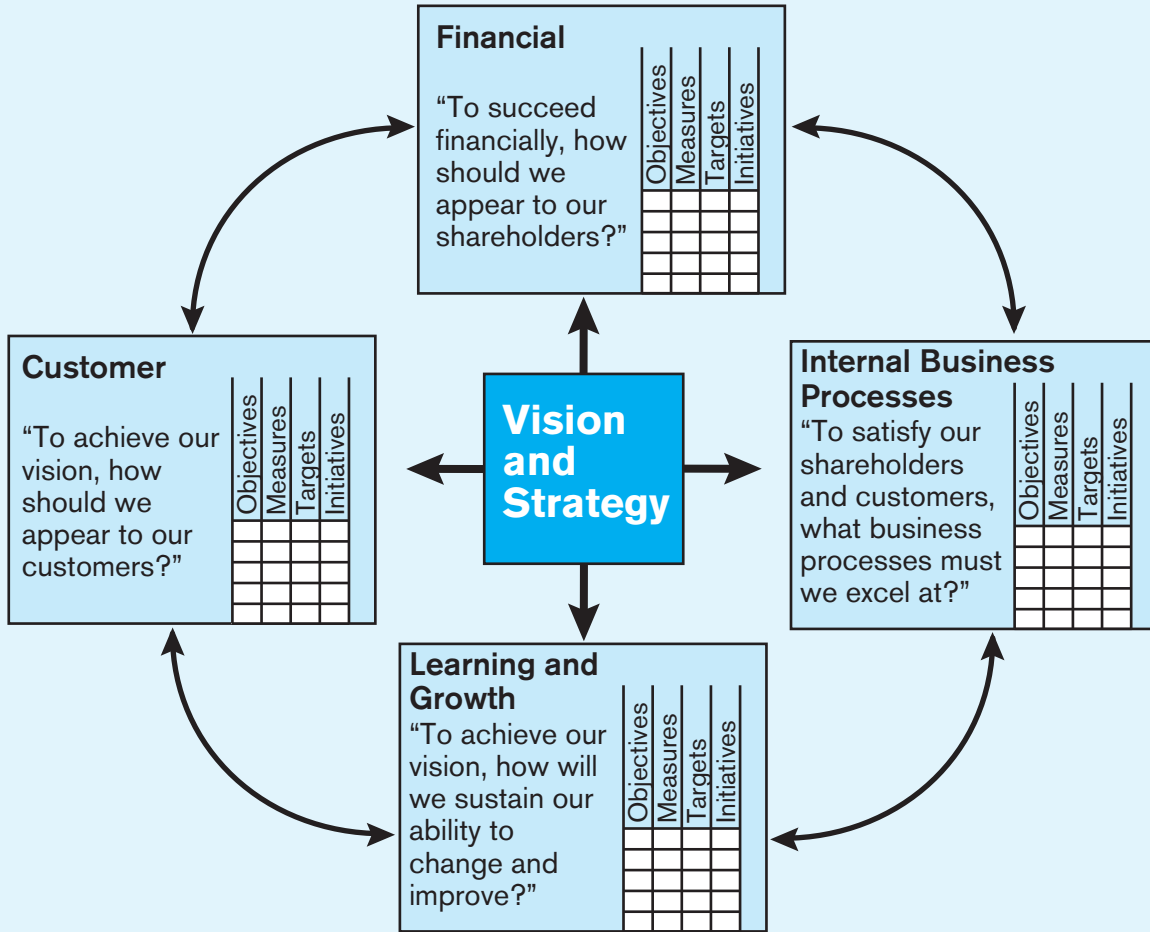 Financial
“To succeed
financially, how
should we
appear to our
shareholders?”
Objectives
Measures
Targets
Initiatives
Customer
“To achieve our
vision, how
should we
appear to our
customers?”
Objectives
Measures
Targets
Initiatives
Vision
and
Strategy
Internal Business
Processes
“To satisfy our
shareholders
and customers,
what business
processes must
we excel at?”
Objectives
Measures
Targets
Initiatives
Learning and
Growth
“To achieve our
vision, how will
we sustain our
ability to
change and
improve?”
Objectives
Measures
Targets
Initiatives